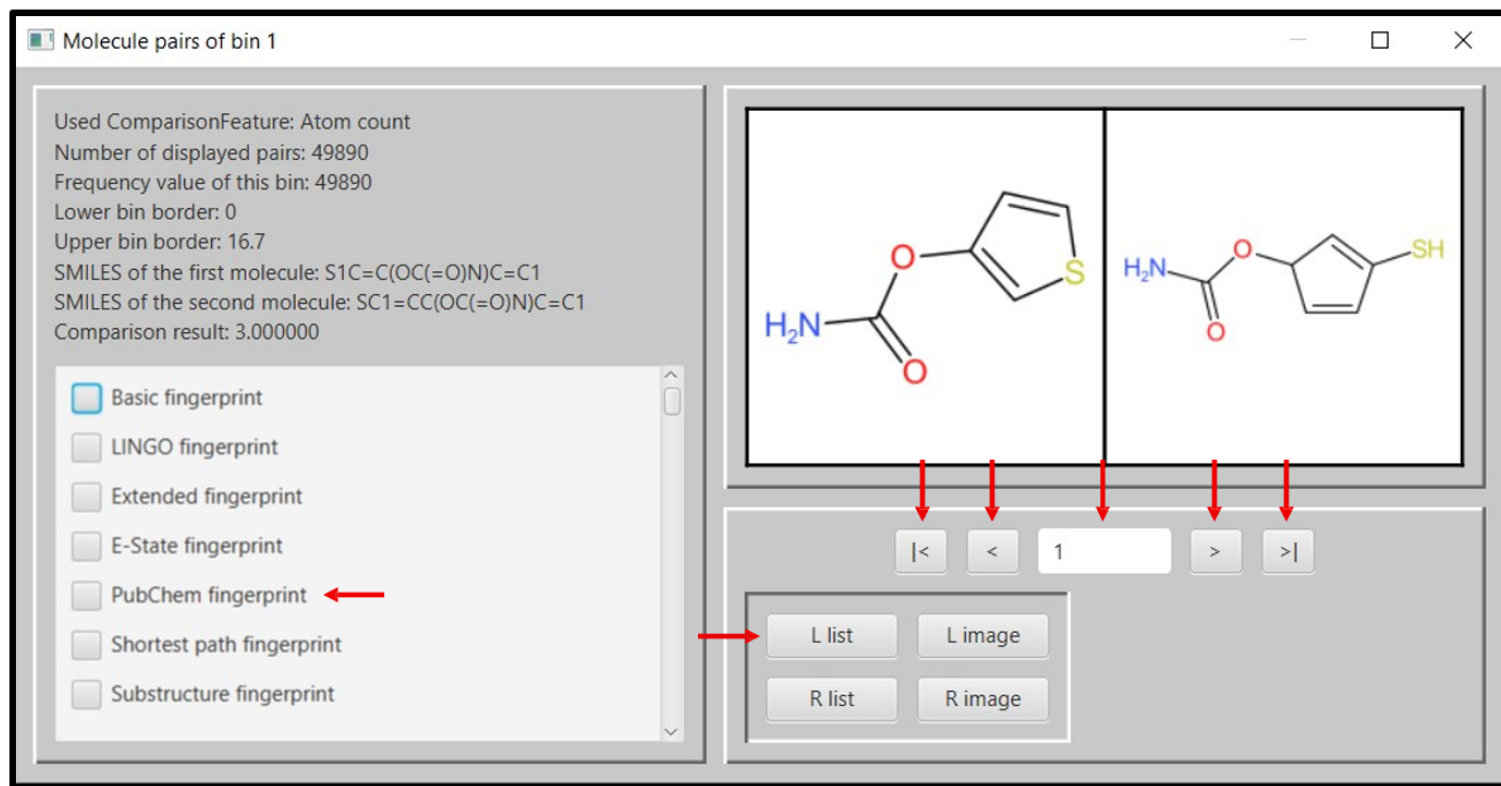 Molecule pairs of bin 1
Used ComparisonFeature: Atom count
Number of displayed pairs: 49890
Frequency value of this bin: 49890
Lower bin border: 0
Upper bin border: 16.7
SMILES of the first molecule: S1C=C(OC(=O)N)C=C1
SMILES of the second molecule: SC1=CC(OC(=O)N)C=C1
Comparison result: 3.000000
Basic fingerprint
LINGO fingerprint
Extended fingerprint
E-State fingerprint
PubChem fingerprint
Shortest path fingerprint
Substructure fingerprint
O
S
H₂N
O
O
SH
H₂N
O
|< < 1 > >|
L list L image
R list R image